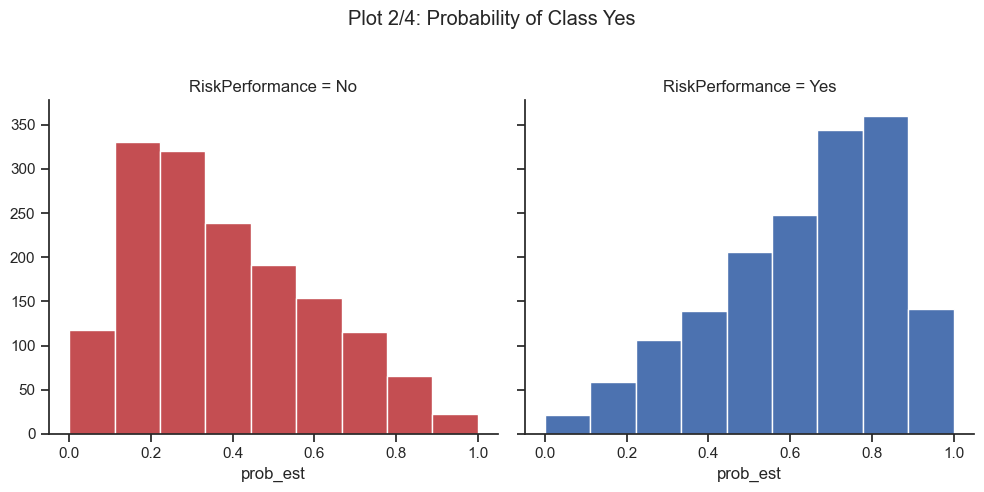 Plot 2/4: Probability of Class Yes
RiskPerformance = No
RiskPerformance = Yes
350
300
250
200
150
100
50
0
0.0 0.2 0.4 0.6 0.8 1.0
0.0 0.2 0.4 0.6 0.8 1.0
prob_est
prob_est